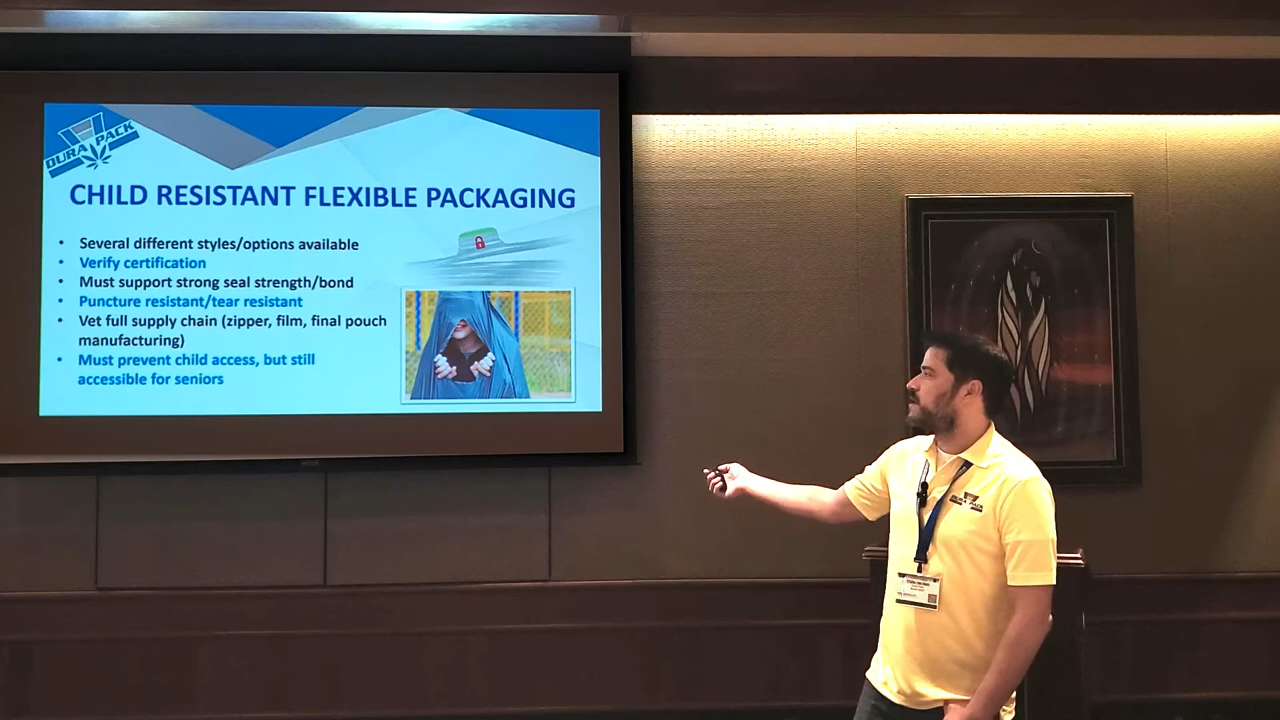 DURA PACK
CHILD RESISTANT FLEXIBLE PACKAGING
• Several different styles/options available
• Verify certification
• Must support strong seal strength/bond
• Puncture resistant/tear resistant
• Vet full supply chain (zipper, film, final pouch
manufacturing)
• Must prevent child access, but still
accessible for seniors
DURA PACK